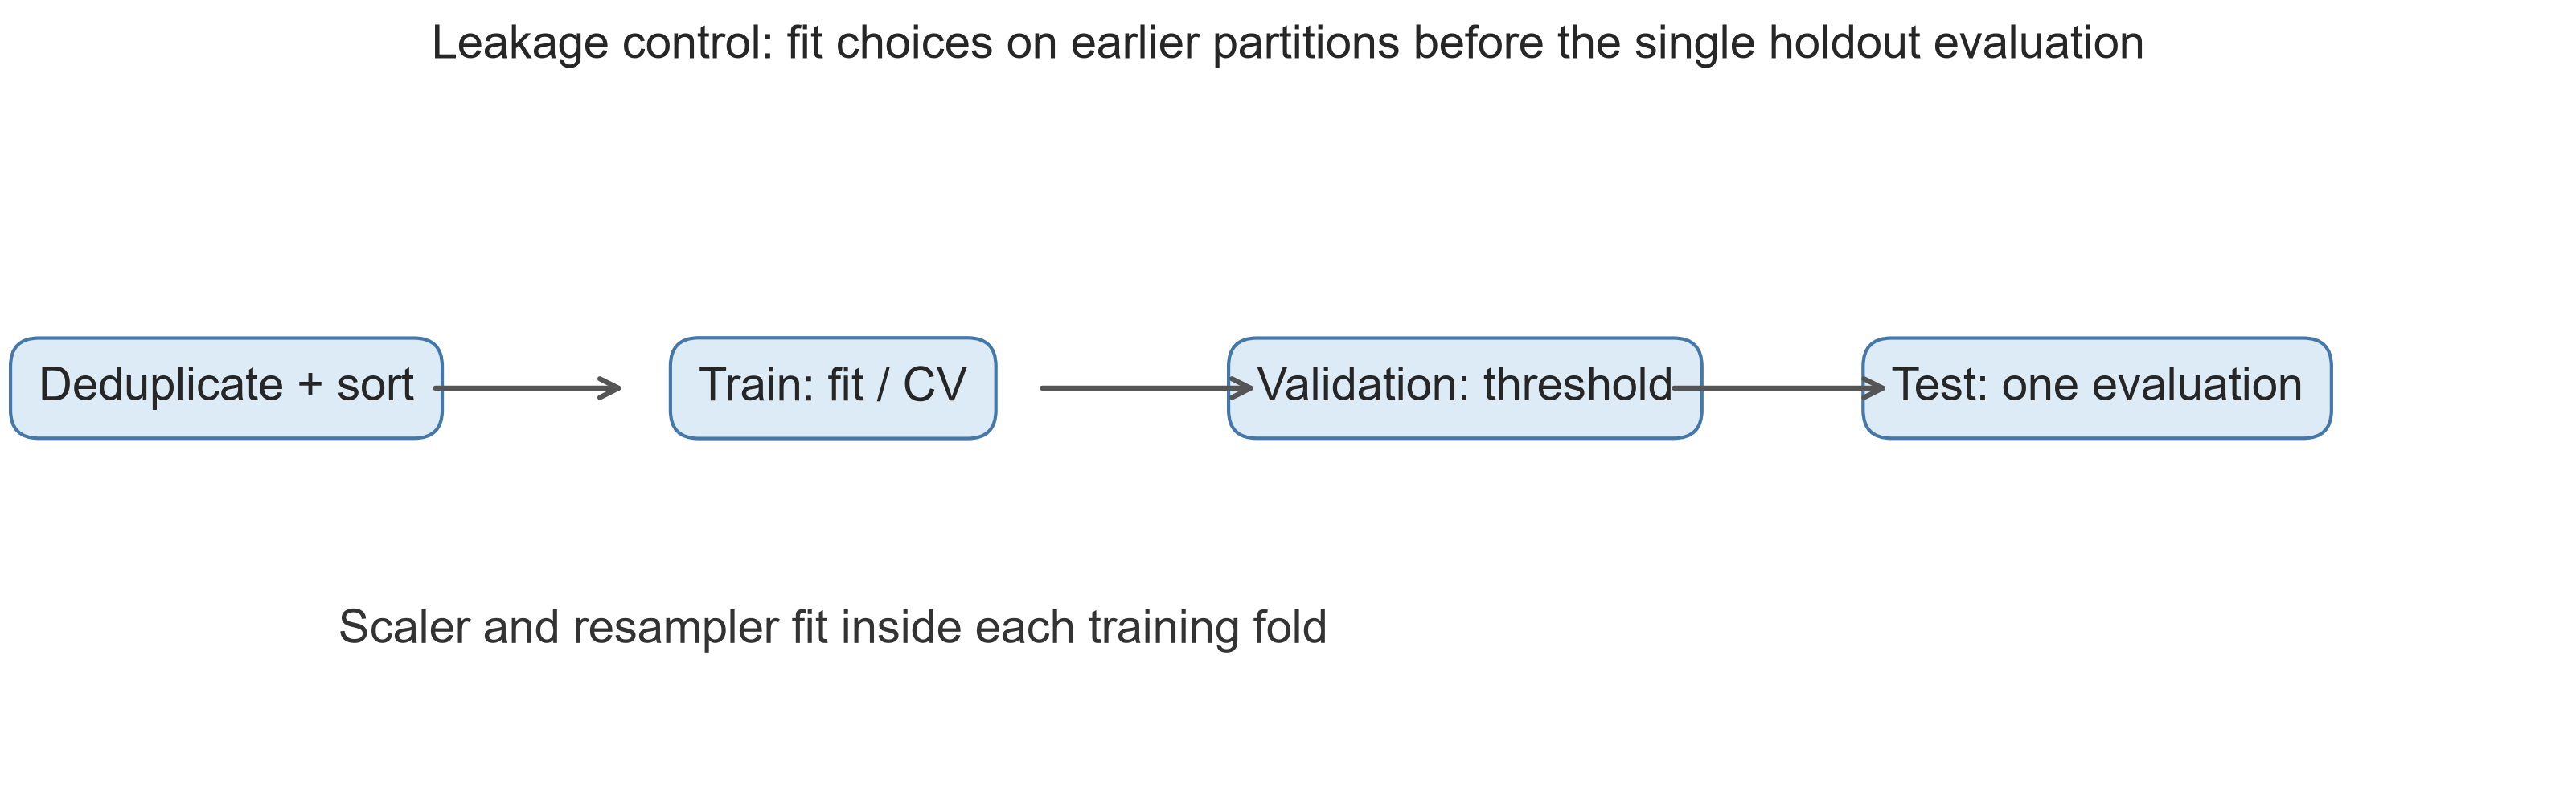 Leakage control: fit choices on earlier partitions before the single holdout evaluation
Deduplicate + sort
Train: fit / CV
Validation: threshold
Test: one evaluation
Scaler and resampler fit inside each training fold